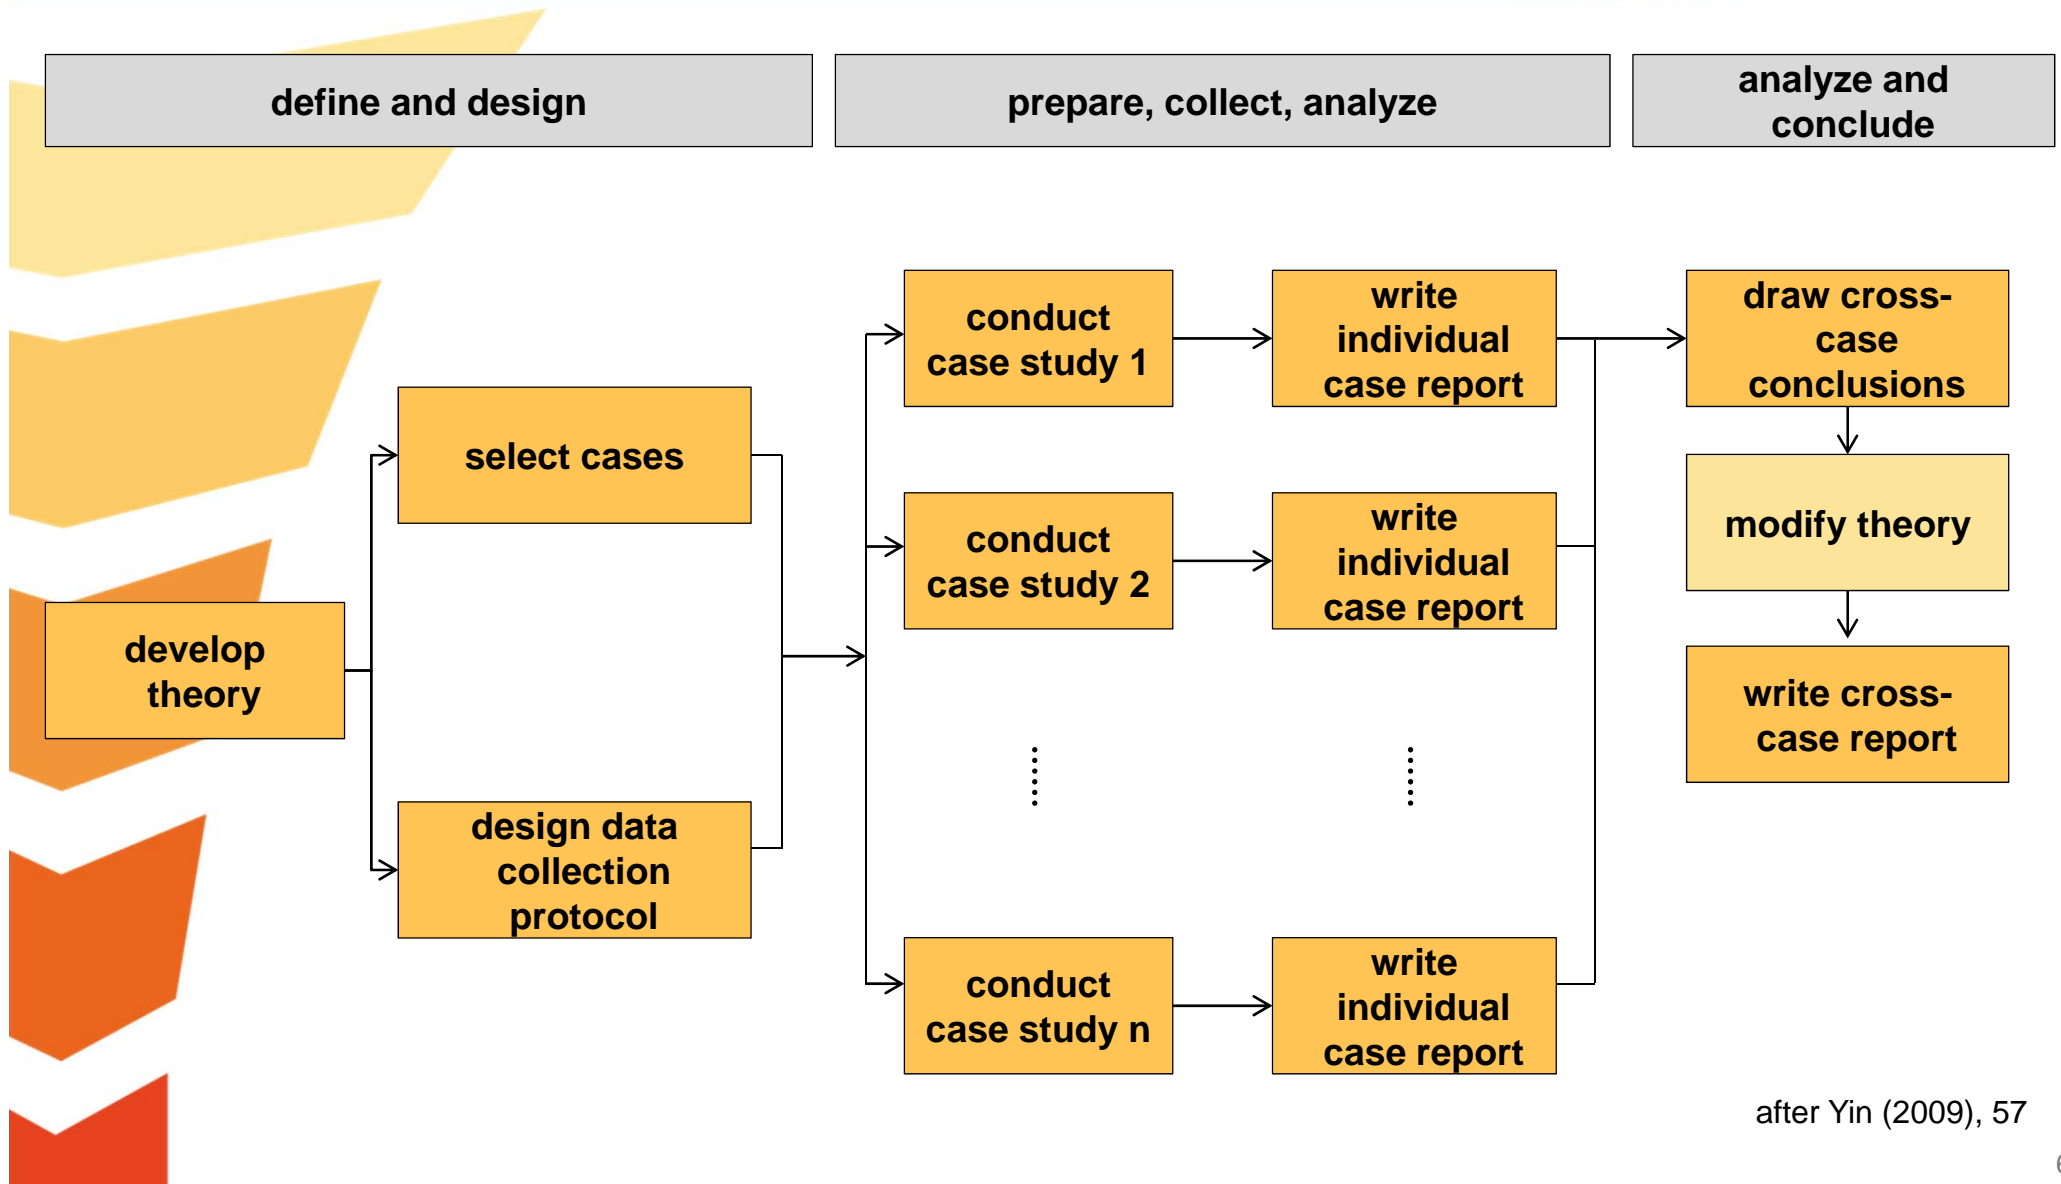 define and design
prepare, collect, analyze
analyze and
conclude
develop
theory
select cases
design data
collection
protocol
conduct
case study 1
write
individual
case report
conduct
case study 2
write
individual
case report
conduct
case study n
write
individual
case report
draw cross-
case
conclusions
modify theory
write cross-
case report
after Yin (2009), 57